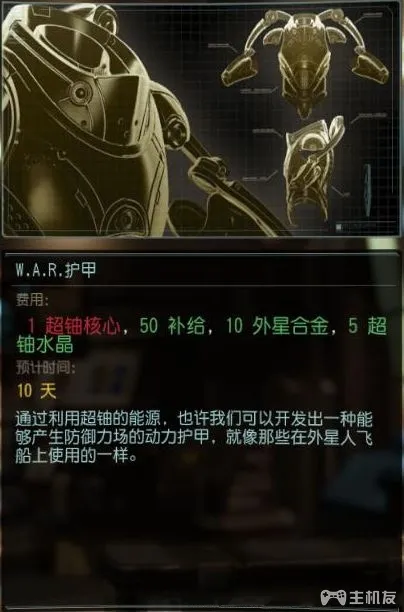 W.A.R.护甲
费用：
1 超铀核心，50 补给，10 外星合金，5 超
铀水晶
预计时间：
10 天
通过利用超铀的能源，也许我们可以开发出一种能
够产生防御力场的动力护甲，就像那些在外星人飞
船上使用的一样。
主机友